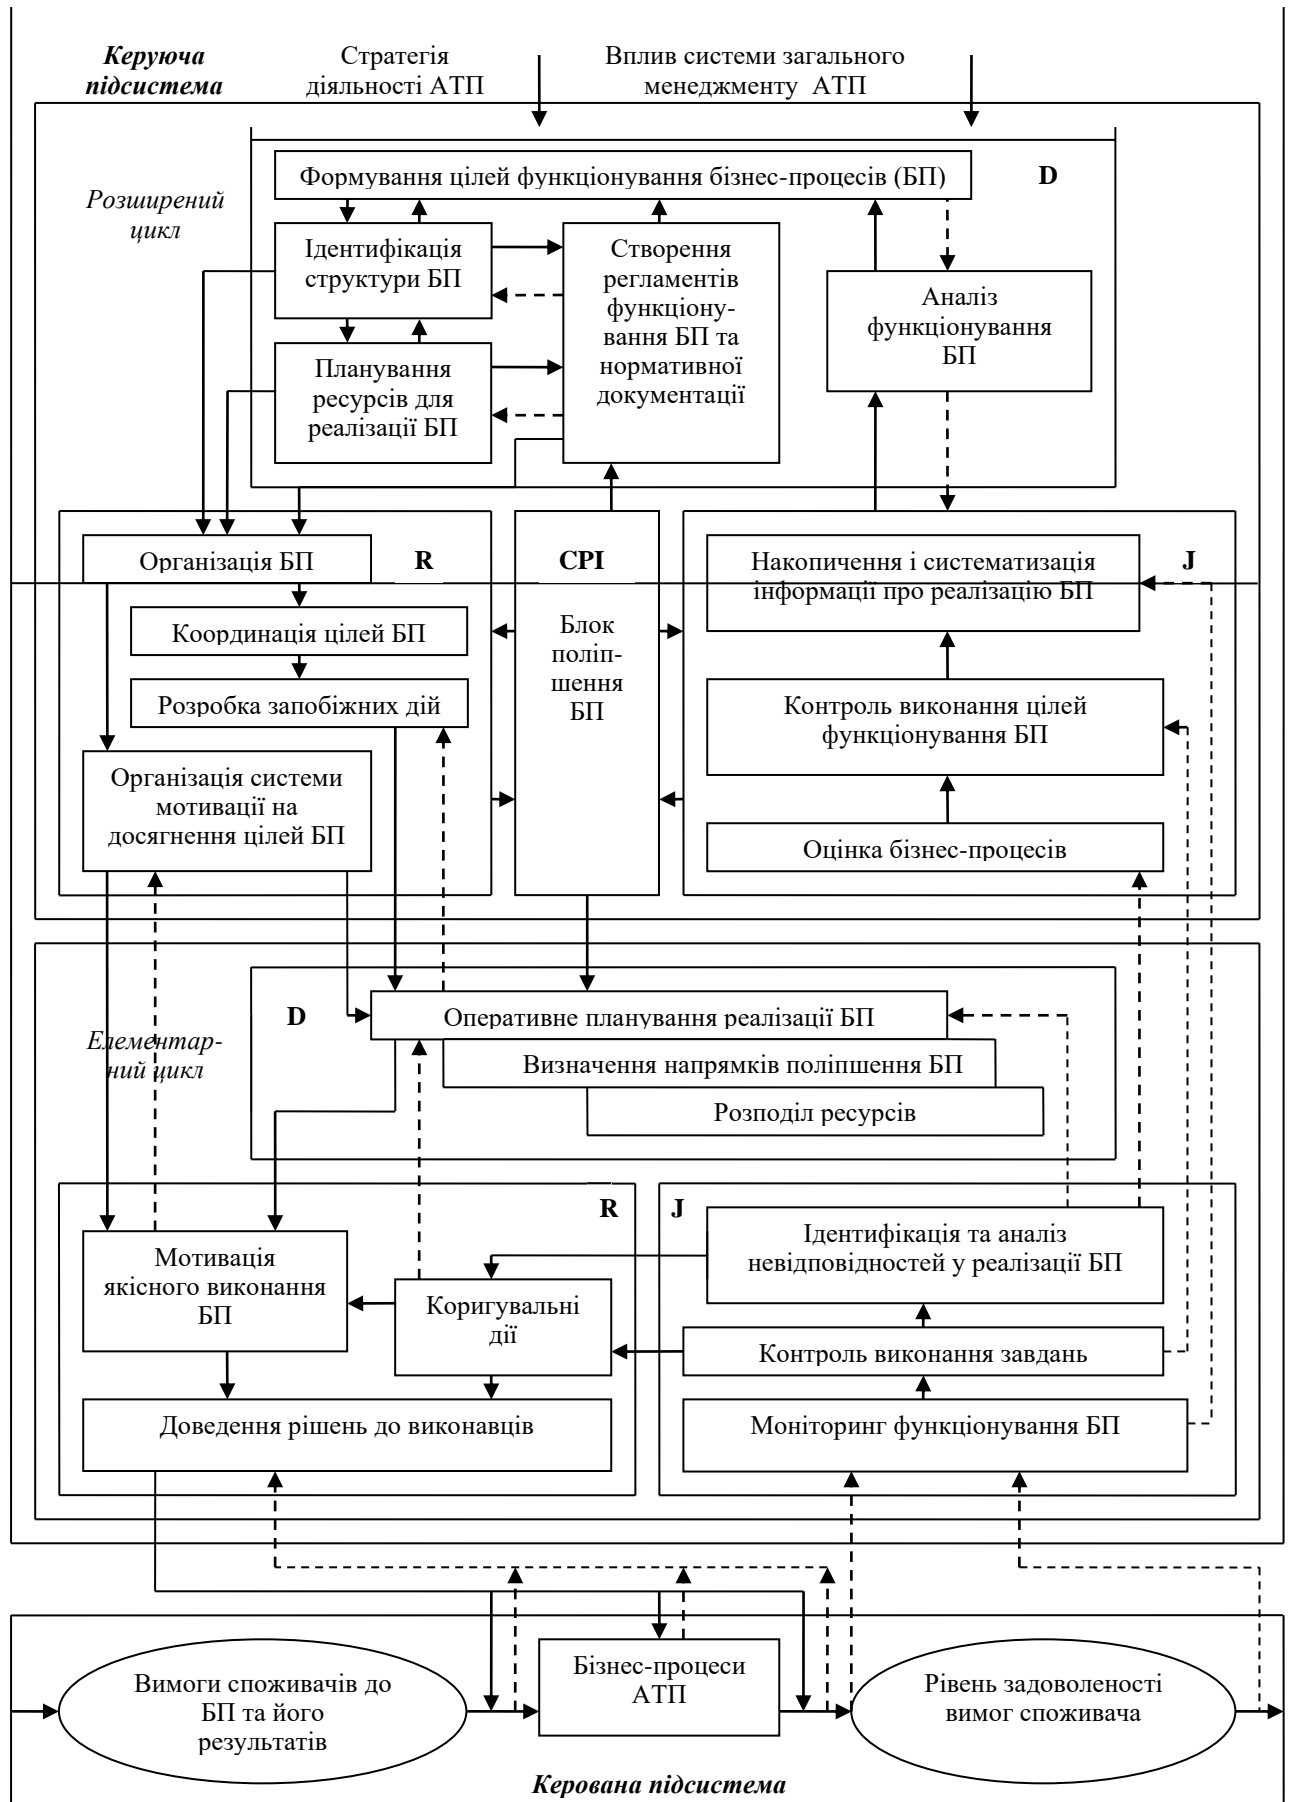 Керуюча
підсистема
Стратегія
діяльності АТП
Вплив системи загального
менеджменту АТП
Розширений
цикл
Формування цілей функціонування бізнес-процесів (БП)
D
Ідентифікація
структури БП
Створення
регламентів
функціону-
вання БП та
нормативної
документації
Аналіз
функціонування
БП
Планування
ресурсів для
реалізації БП
Організація БП
R
Координація цілей БП
Розробка запобіжних дій
Організація системи
мотивації на
досягнення цілей БП
CPI
Блок
поліп-
шення
БП
Накопичення і систематизація
інформації про реалізацію БП
J
Контроль виконання цілей
функціонування БП
Оцінка бізнес-процесів
Елементар-
ний цикл
D
Оперативне планування реалізації БП
Визначення напрямків поліпшення БП
Розподіл ресурсів
R
Мотивація
якісного виконання
БП
Коригувальні
дії
Доведення рішень до виконавців
J
Ідентифікація та аналіз
невідповідностей у реалізації БП
Контроль виконання завдань
Моніторинг функціонування БП
Вимоги споживачів до
БП та його
результатів
Бізнес-процеси
АТП
Рівень задоволеності
вимог споживача
Керована підсистема